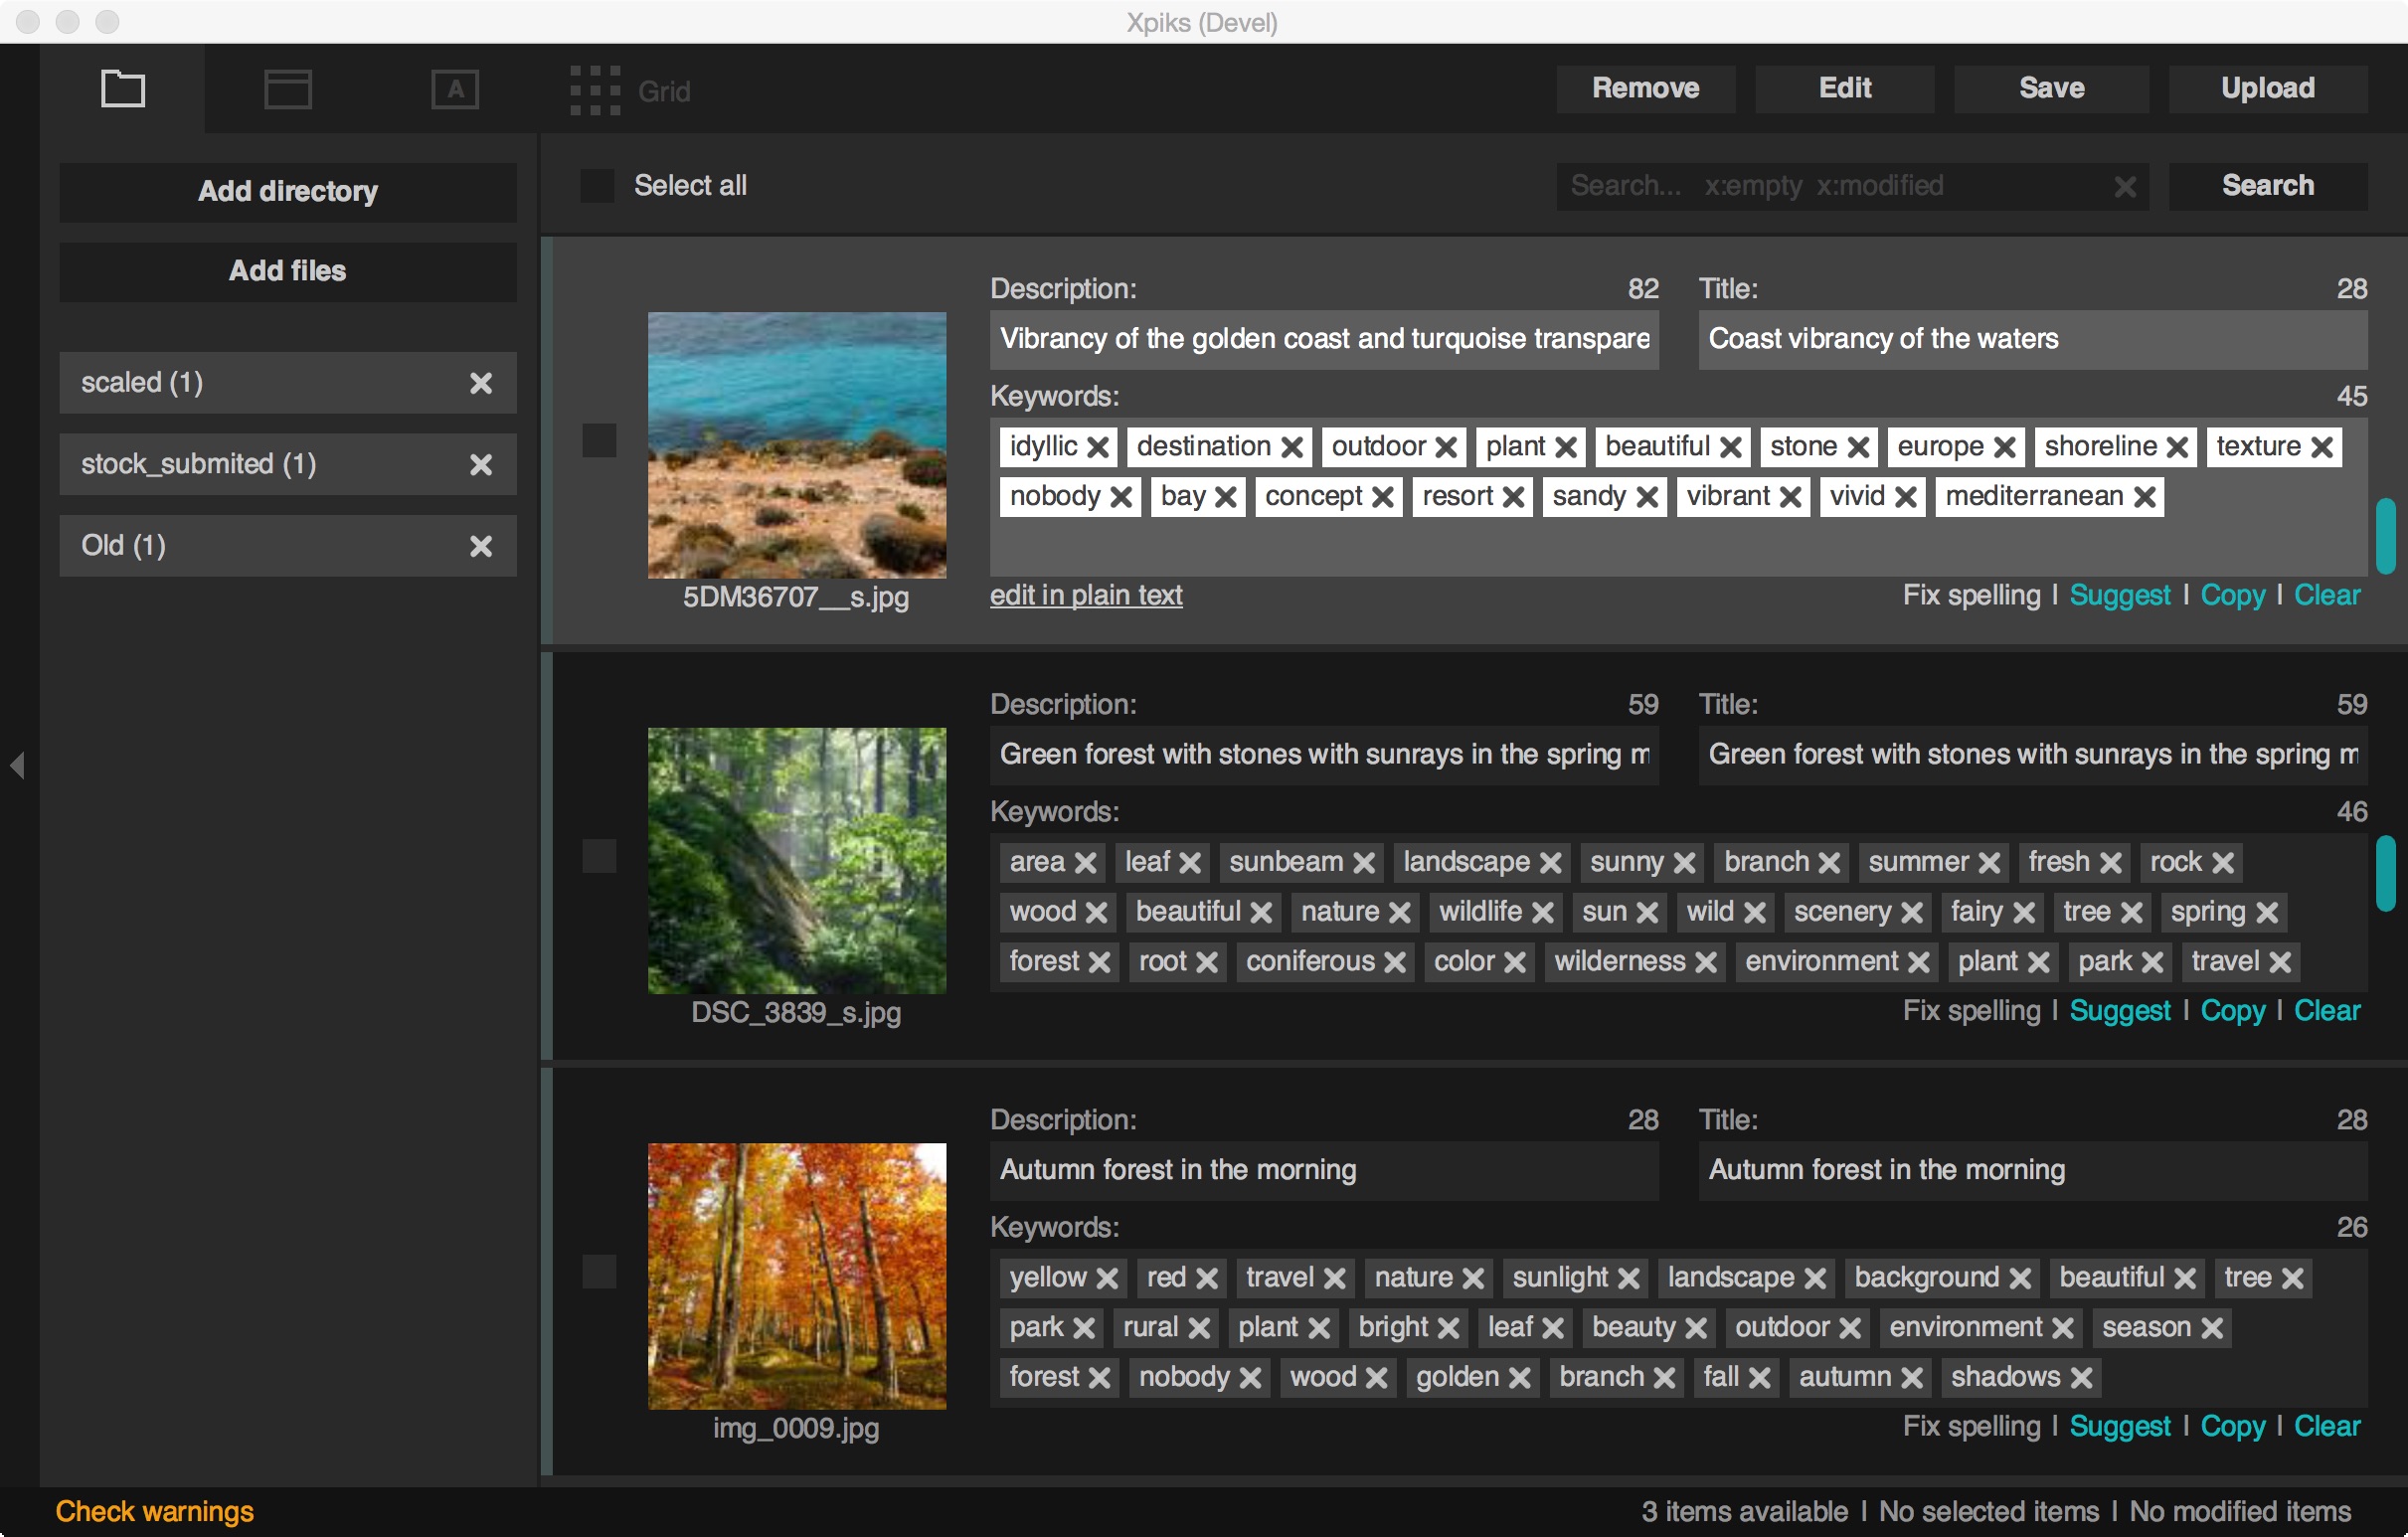 Xpiks (Devel)
A Grid Remove Edit Save Upload
Add directory
Add files
scaled (1)
stock_submited (1)
Old (1)
Select all Search... x:empty x:modified Search
Description: 82 Title: 28
Vibrancy of the golden coast and turquoise transpare Coast vibrancy of the waters
Keywords: 45
idyllic destination outdoor plant beautiful stone europe shoreline texture
nobody bay concept resort sandy vibrant vivid mediterranean
5DM36707__s.jpg
edit in plain text Fix spelling | Suggest | Copy | Clear
Description: 59 Title: 59
Green forest with stones with sunrays in the spring m Green forest with stones with sunrays in the spring m
Keywords: 46
area leaf sunbeam landscape sunny branch summer fresh rock
wood beautiful nature wildlife sun wild scenery fairy tree spring
forest root coniferous color wilderness environment plant park travel
DSC_3839_s.jpg
Fix spelling | Suggest | Copy | Clear
Description: 28 Title: 28
Autumn forest in the morning Autumn forest in the morning
Keywords: 26
yellow red travel nature sunlight landscape background beautiful tree
park rural plant bright leaf beauty outdoor environment season
forest nobody wood golden branch fall autumn shadows
img_0009.jpg
Fix spelling | Suggest | Copy | Clear
Check warnings 3 items available | No selected items | No modified items